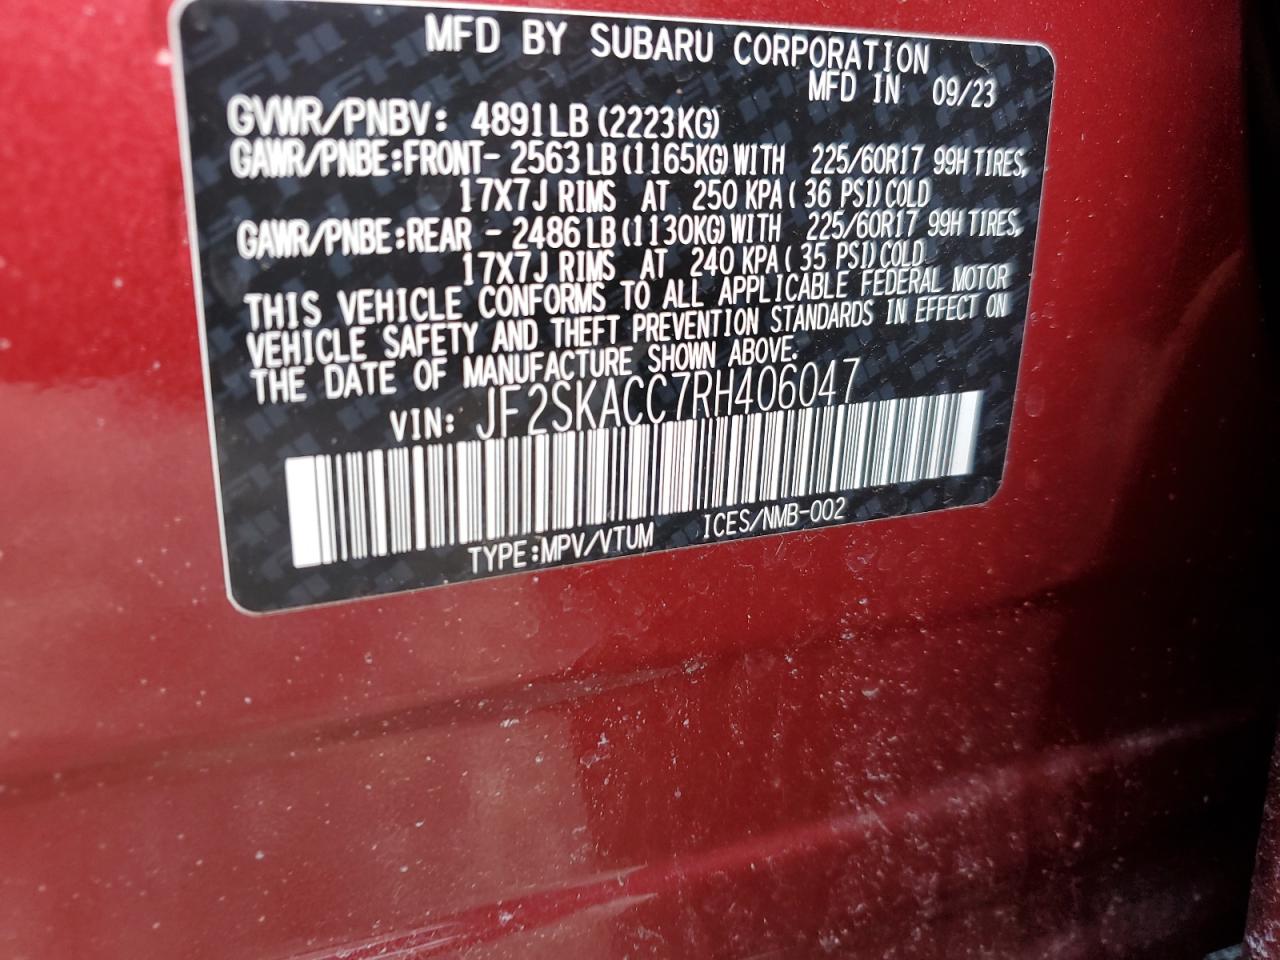 MFD BY SUBARU CORPORATION
MFD IN 09/23
GVWR/PNBV: 4891LB (2223KG)
GAWR/PNBE:FRONT- 2563LB (1165KG) WITH 225/60R17 99H TIRES,
17X7J RIMS AT 250 KPA ( 36 PSI) COLD
GAWR/PNBE:REAR - 2486LB (1130KG) WITH 225/60R17 99H TIRES,
17X7J RIMS AT 240 KPA ( 35 PSI) COLD
THIS VEHICLE CONFORMS TO ALL APPLICABLE FEDERAL MOTOR
VEHICLE SAFETY AND THEFT PREVENTION STANDARDS IN EFFECT ON
THE DATE OF MANUFACTURE SHOWN ABOVE.
VIN: JF2SKACC7RH406047
TYPE:MPV/VTUM ICES/NMB-002